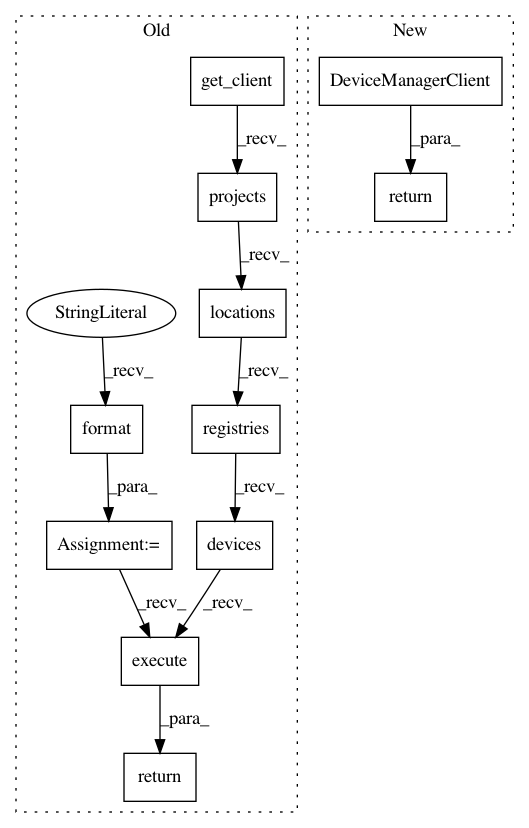 Old
New
get_client
DeviceManagerClient
_recv_
_para_
projects
return
_recv_
StringLiteral
locations
_recv_
_recv_
format
registries
_para_
_recv_
Assignment:=
devices
_recv_
_recv_
execute
_para_
return